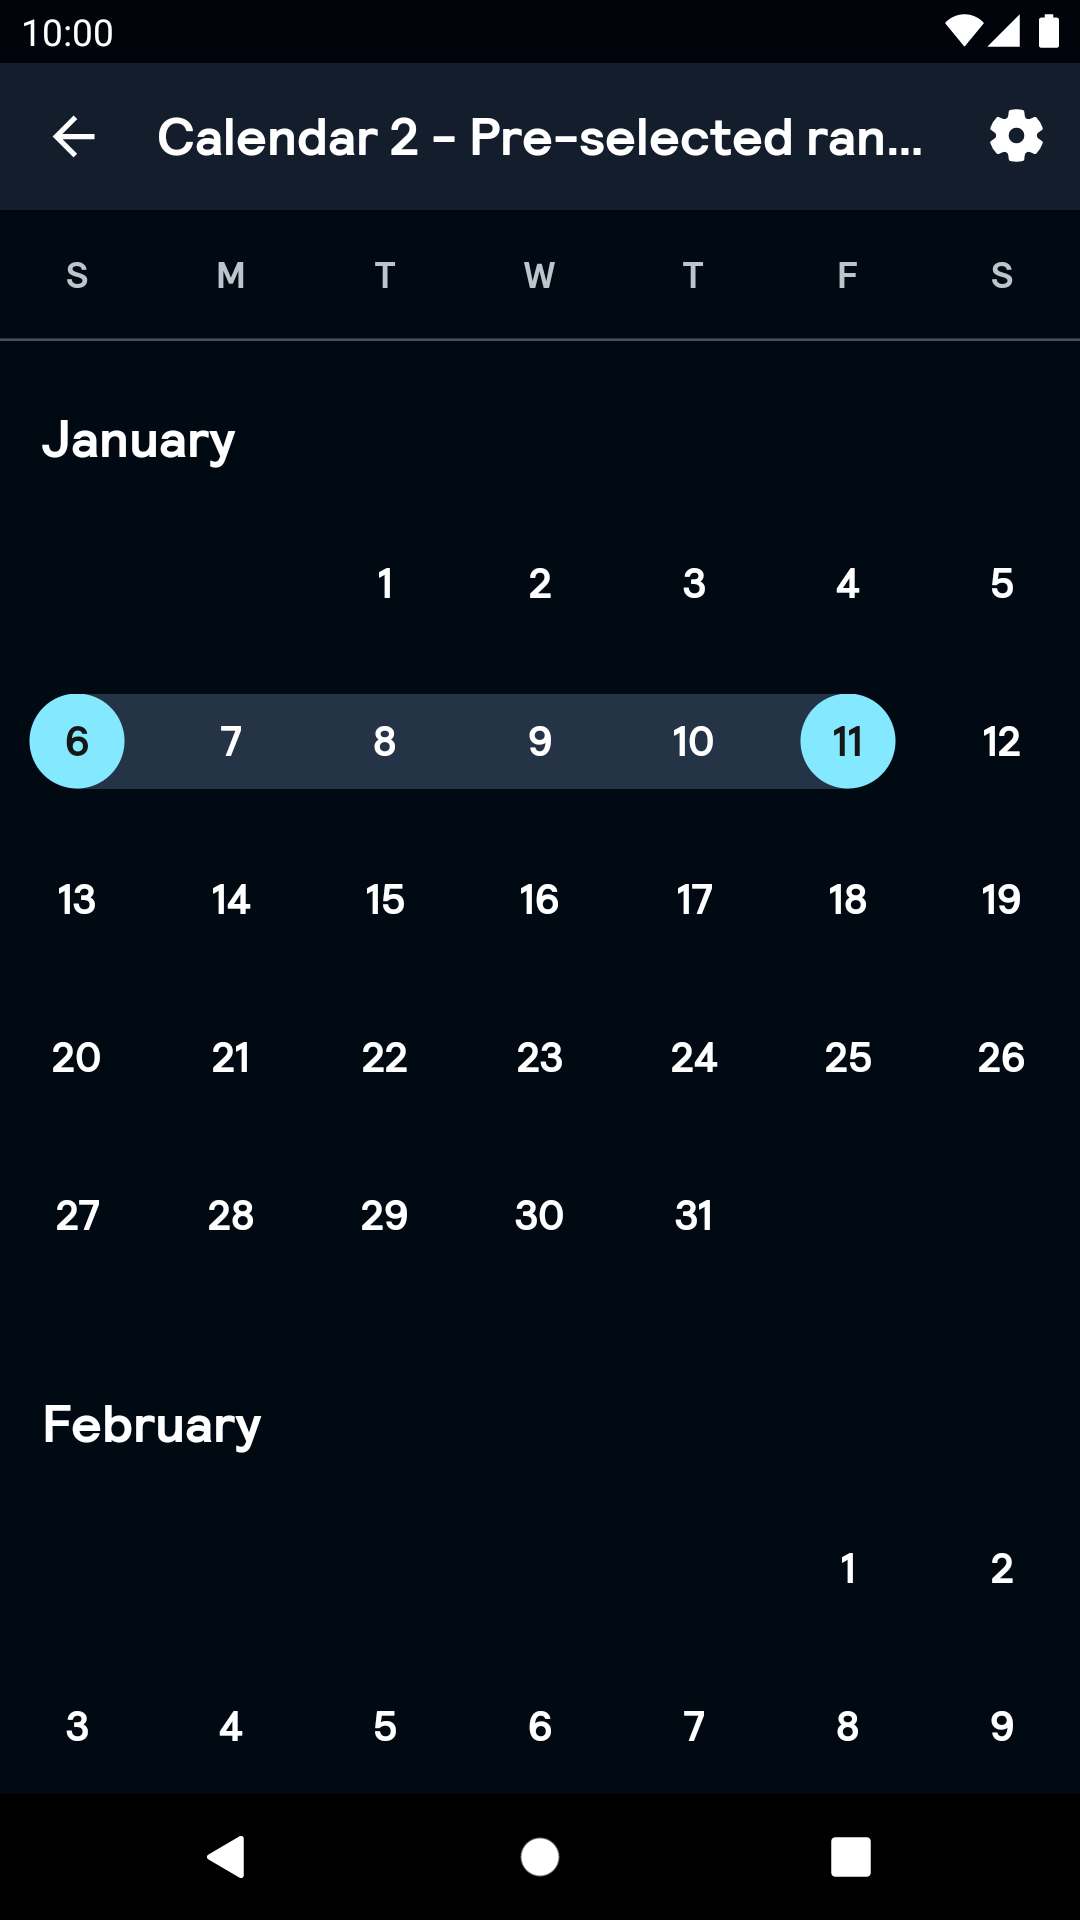 10:00
Calendar 2 - Pre-selected ran...
S M T W T F S
January
1 2 3 4 5
6 7 8 9 10 11 12
13 14 15 16 17 18 19
20 21 22 23 24 25 26
27 28 29 30 31
February
1 2
3 4 5 6 7 8 9